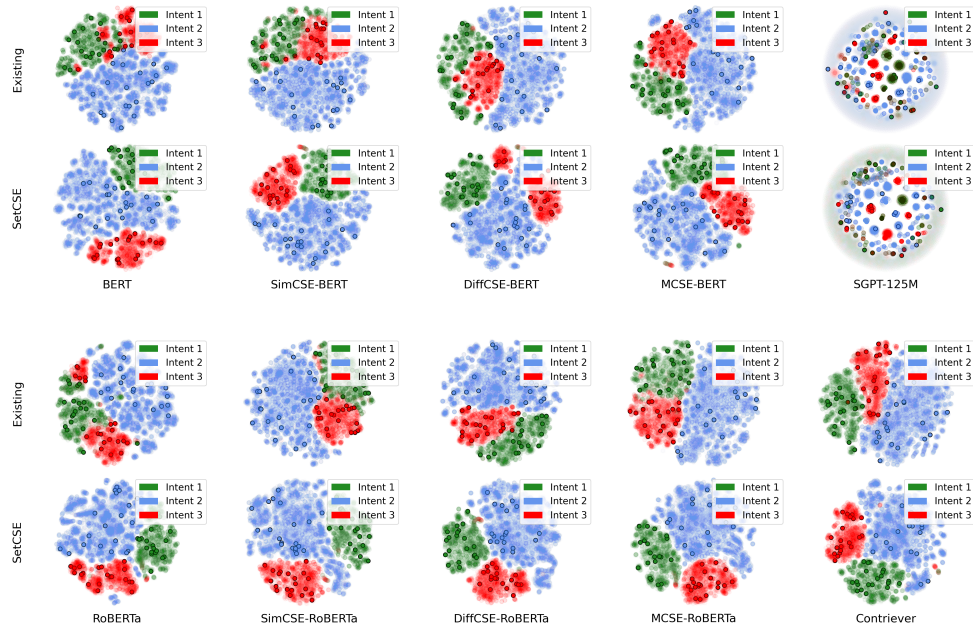 Existing
Intent 1
Intent 2
Intent 3
Intent 1
Intent 2
Intent 3
Intent 1
Intent 2
Intent 3
Intent 1
Intent 2
Intent 3
Intent 1
Intent 2
Intent 3
SetCSE
Intent 1
Intent 2
Intent 3
Intent 1
Intent 2
Intent 3
Intent 1
Intent 2
Intent 3
Intent 1
Intent 2
Intent 3
Intent 1
Intent 2
Intent 3
BERT
SimCSE-BERT
DiffCSE-BERT
MCSE-BERT
SGPT-125M
Existing
Intent 1
Intent 2
Intent 3
Intent 1
Intent 2
Intent 3
Intent 1
Intent 2
Intent 3
Intent 1
Intent 2
Intent 3
Intent 1
Intent 2
Intent 3
SetCSE
Intent 1
Intent 2
Intent 3
Intent 1
Intent 2
Intent 3
Intent 1
Intent 2
Intent 3
Intent 1
Intent 2
Intent 3
Intent 1
Intent 2
Intent 3
RoBERTa
SimCSE-RoBERTa
DiffCSE-RoBERTa
MCSE-RoBERTa
Contriever